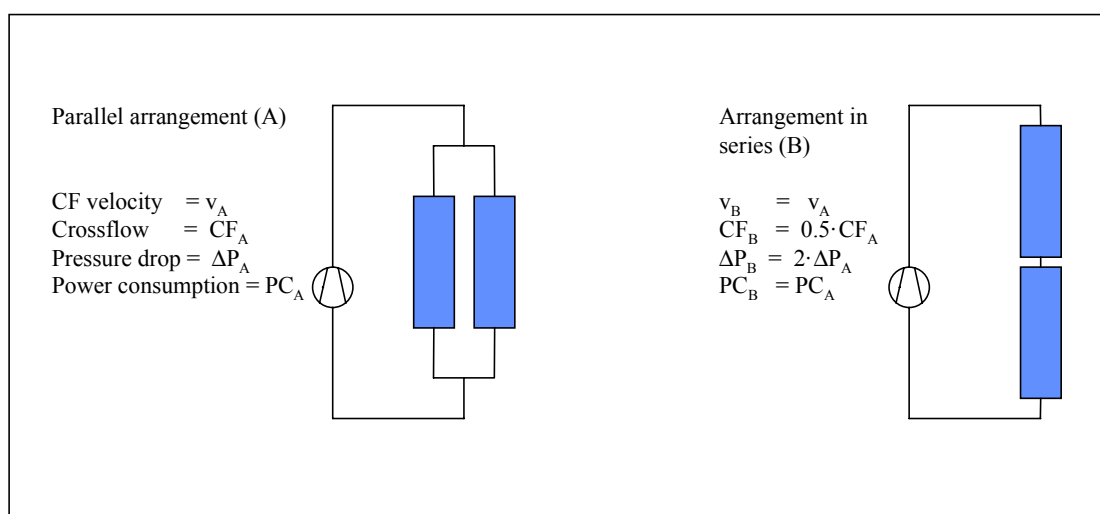 Parallel arrangement (A)
CF velocity = v_A
Crossflow = CF_A
Pressure drop = ΔP_A
Power consumption = PC_A
Arrangement in
series (B)
v_B = v_A
CF_B = 0.5·CF_A
ΔP_B = 2·ΔP_A
PC_B = PC_A